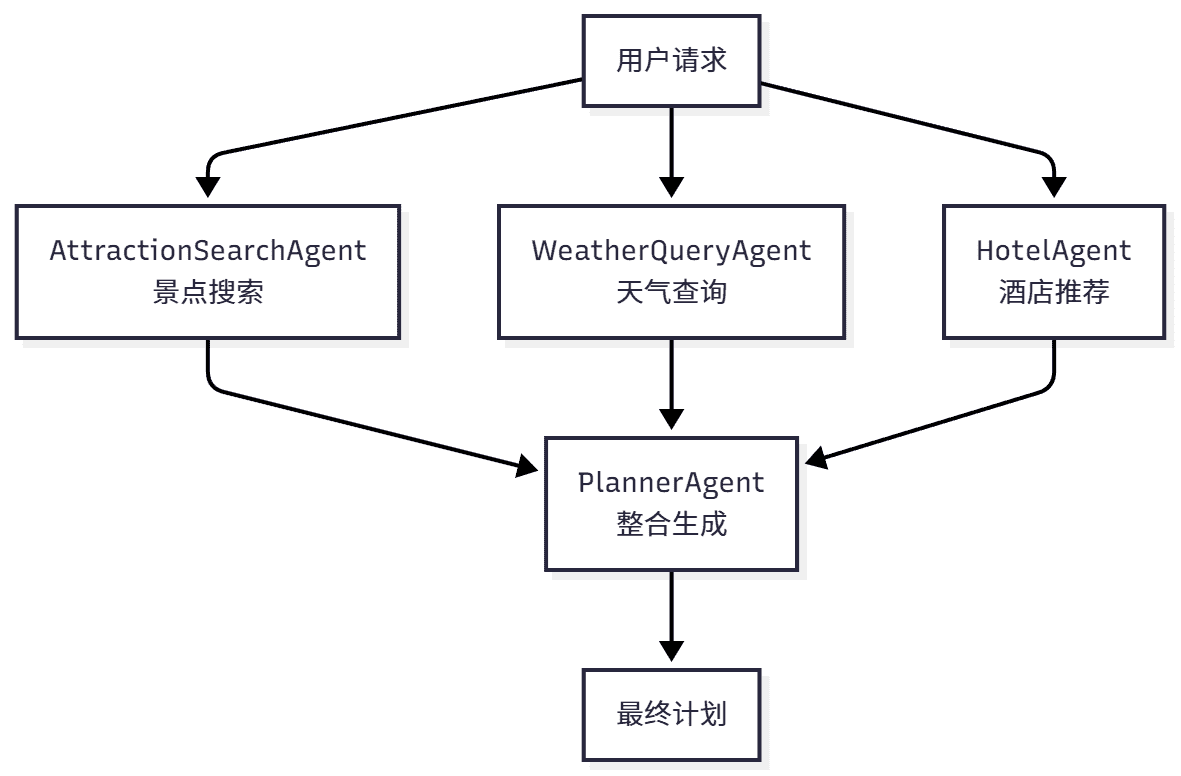 用户请求
AttractionSearchAgent
景点搜索
WeatherQueryAgent
天气查询
HotelAgent
酒店推荐
PlannerAgent
整合生成
最终计划